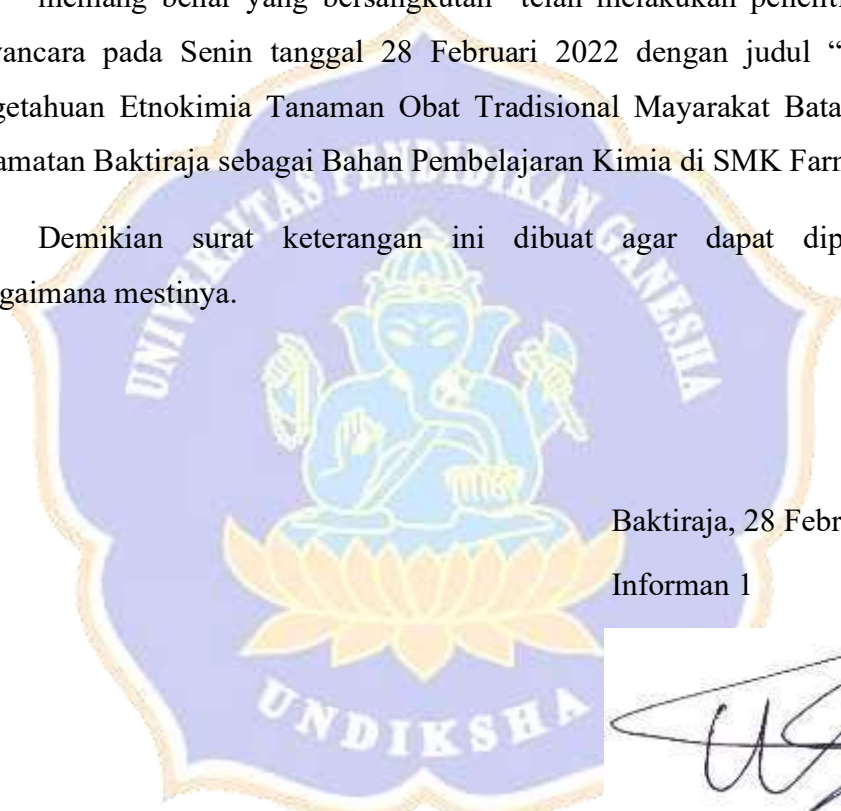 memang benar yang bersangkutan telah melakukan peneliti
vancara pada Senin tanggal 28 Februari 2022 dengan judul “
getahuan Etnokimia Tanaman Obat Tradisional Mayarakat Bata
amatan Baktiraja sebagai Bahan Pembelajaran Kimia di SMK Farm
Demikian surat keterangan ini dibuat agar dapat dip
gaimana mestinya.
UNIVERSITAS PENDIDIKAN GANESHA
Baktiraja, 28 Febr
Informan 1
UNDIKSHA